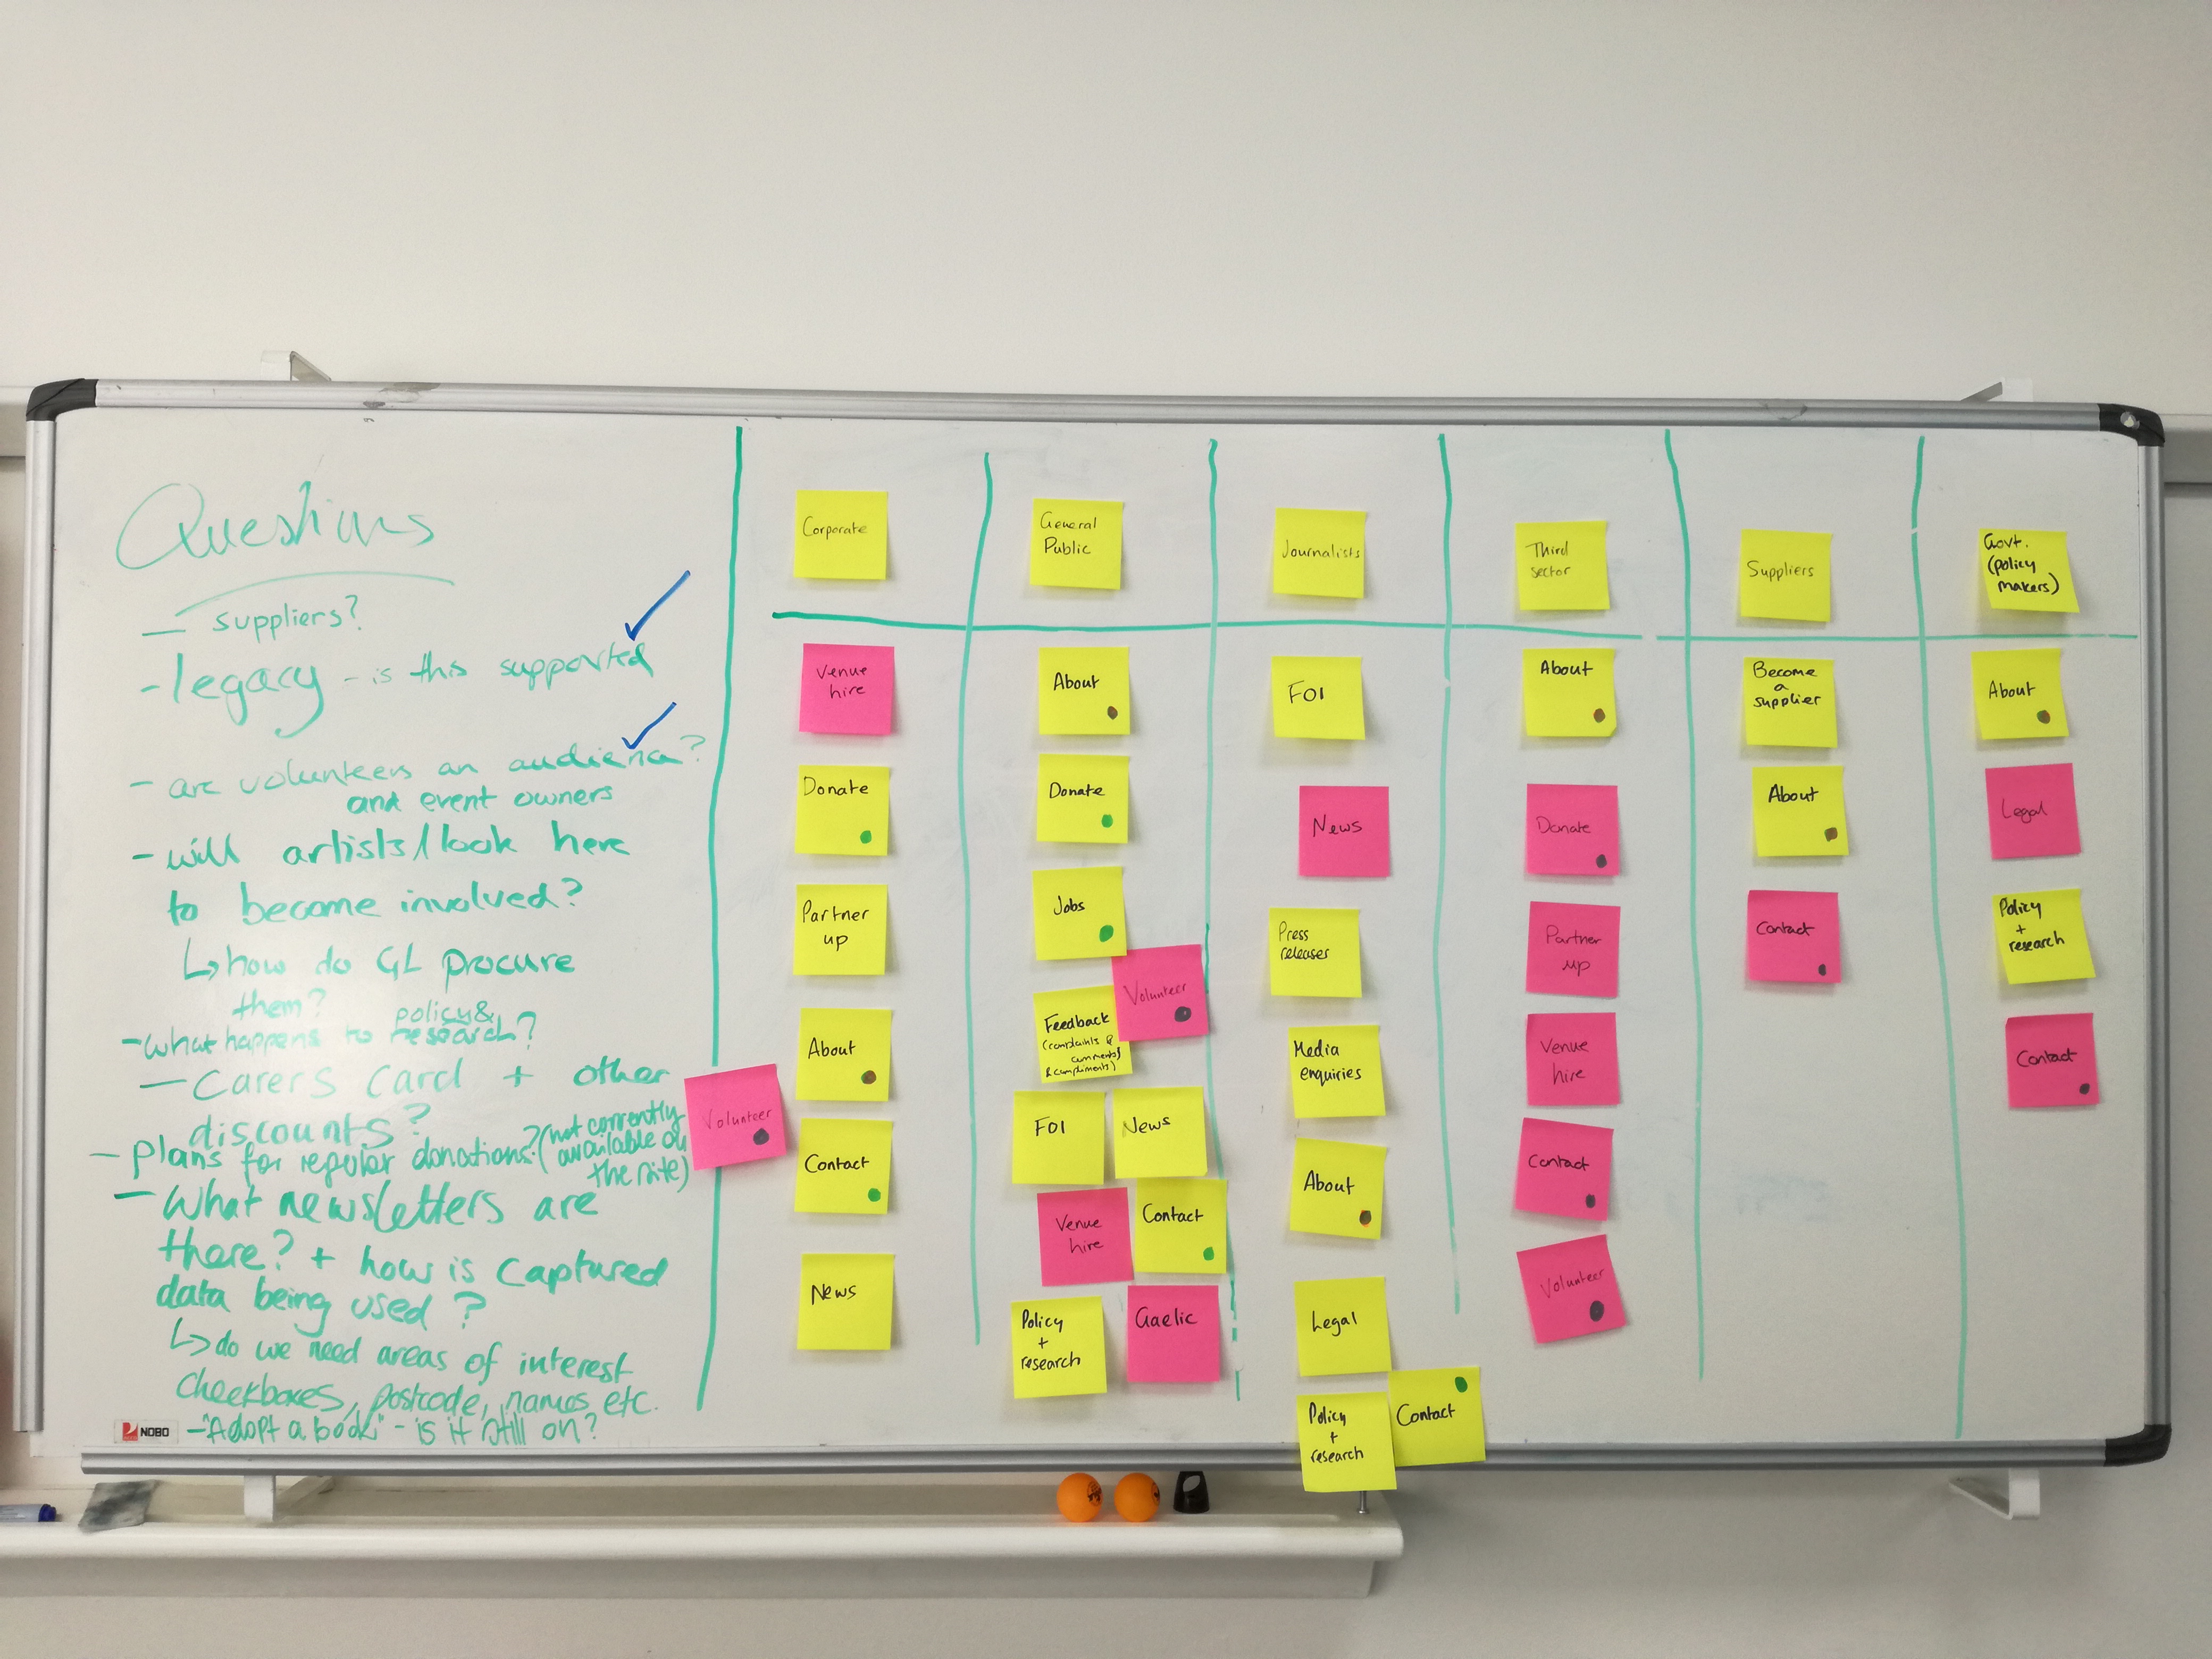 Questions
— suppliers?
- legacy - is this supported
- are volunteers an audience?
and event owners
- will artists/look here
to become involved?
↳ how do GL procure
them?
policy &
- what happens to research?
— Carers Card + other
discounts?
- Plans for regular donations? (not currently
available on
the site)
- What newsletters are
there? + how is captured
data being used?
↳ do we need areas of interest
checkboxes, postcode, names etc.
- "Adopt a book" - is it still on?
NOBO
Corporate
Venue
hire
Donate
Partner
up
About
Volunteer
Contact
News
General
Public
About
Donate
Jobs
Volunteer
Feedback
(complaints &
comments
& compliments)
FOI
News
Venue
hire
Contact
Policy
+
research
Gaelic
Journalists
FOI
News
Press
releases
Media
enquiries
About
Legal
Policy
+
research
Contact
Third
sector
About
Donate
Partner
up
Venue
hire
Contact
Volunteer
Suppliers
Become
a
supplier
About
Contact
Govt.
(policy
makers)
About
Legal
Policy
+
research
Contact